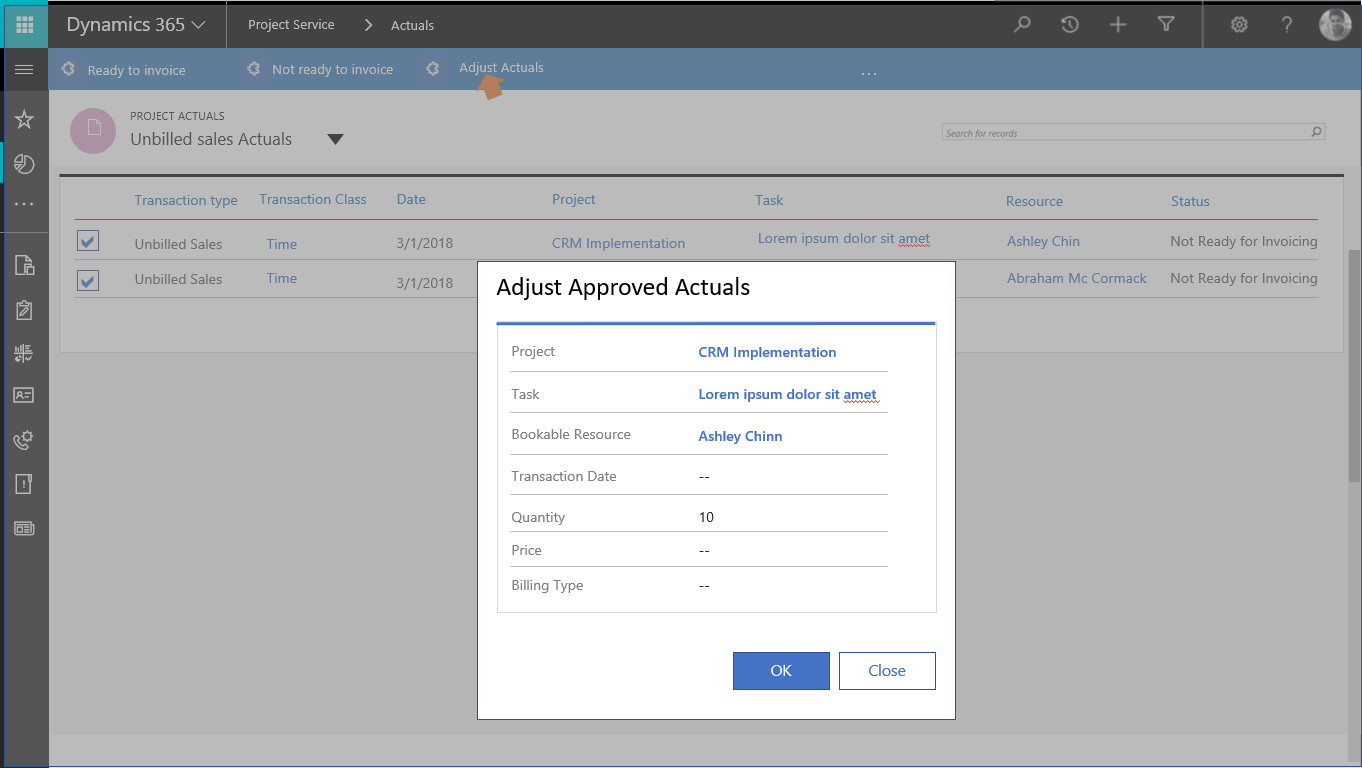 Dynamics 365 Project Service > Actuals ?
Ready to invoice Not ready to invoice Adjust Actuals ...
PROJECT ACTUALS
Unbilled sales Actuals
Search for records
Transaction type Transaction Class Date Project Task Resource Status
Unbilled Sales Time 3/1/2018 CRM Implementation Lorem ipsum dolor sit amet Ashley Chin Not Ready for Invoicing
Unbilled Sales Time 3/1/2018 Abraham Mc Cormack Not Ready for Invoicing
Adjust Approved Actuals
Project CRM Implementation
Task Lorem ipsum dolor sit amet
Bookable Resource Ashley Chinn
Transaction Date --
Quantity 10
Price --
Billing Type --
OK Close